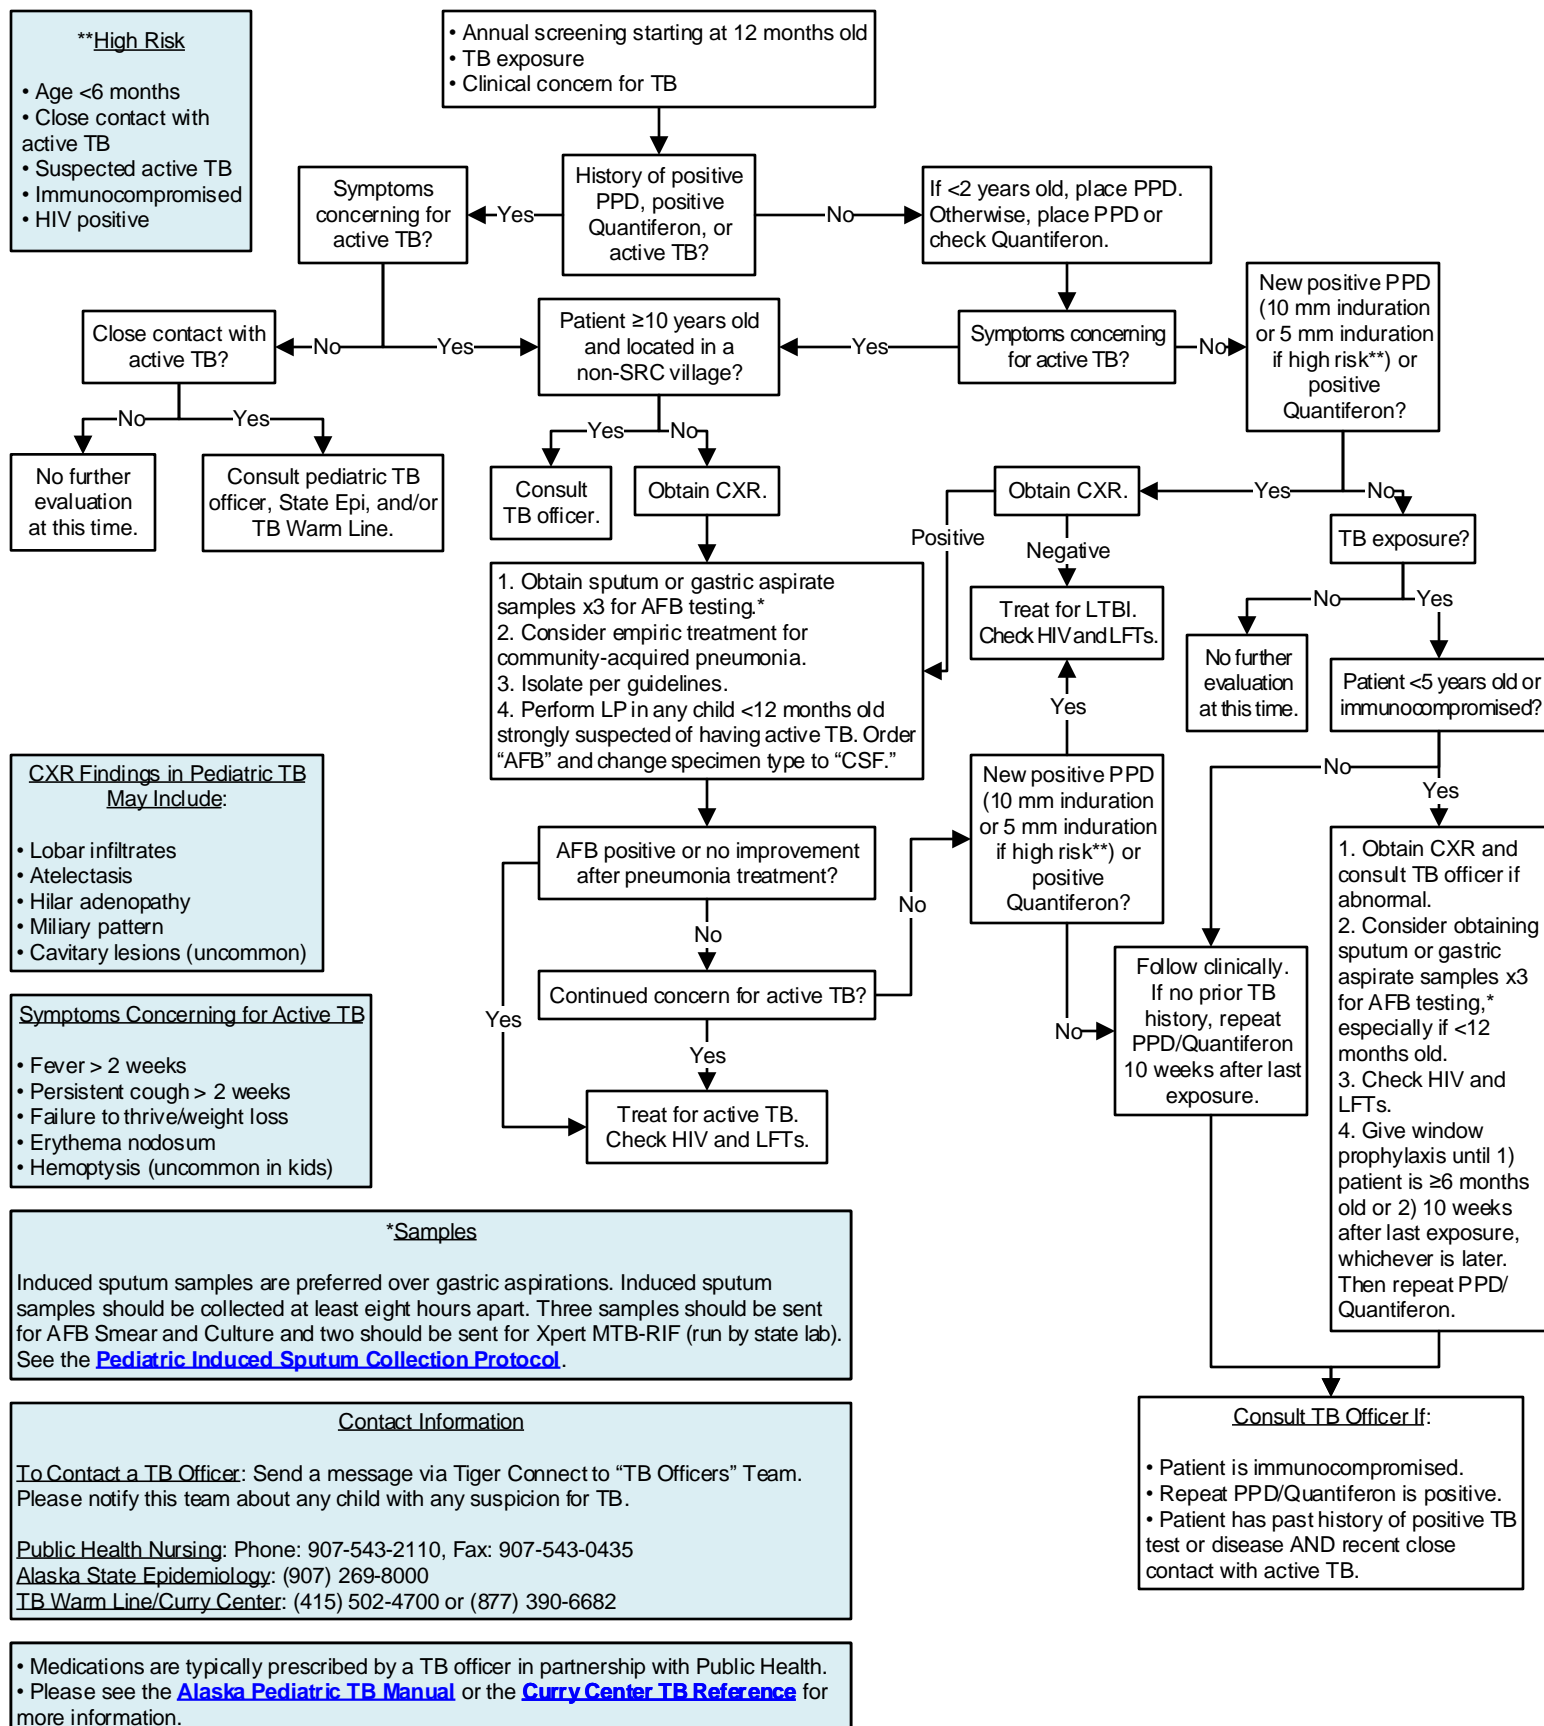 **High Risk
• Age <6 months
• Close contact with
active TB
• Suspected active TB
• Immunocompromised
• HIV positive
• Annual screening starting at 12 months old
• TB exposure
• Clinical concern for TB
Symptoms
concerning for
active TB?
Yes
History of positive
PPD, positive
Quantiferon, or
active TB?
No
If <2 years old, place PPD.
Otherwise, place PPD or
check Quantiferon.
Close contact with
active TB?
No
Yes
Patient ≥10 years old
and located in a
non-SRC village?
Yes
Symptoms concerning
for active TB?
No
New positive PPD
(10 mm induration
or 5 mm induration
if high risk**) or
positive
Quantiferon?
No
Yes
No further
evaluation
at this time.
Consult pediatric TB
officer, State Epi, and/or
TB Warm Line.
Yes
No
Consult
TB officer.
Obtain CXR.
Obtain CXR.
Yes
No
Positive
Negative
TB exposure?
1. Obtain sputum or gastric aspirate
samples x3 for AFB testing.*
2. Consider empiric treatment for
community-acquired pneumonia.
3. Isolate per guidelines.
4. Perform LP in any child <12 months old
strongly suspected of having active TB. Order
“AFB” and change specimen type to “CSF.”
Treat for LTBI.
Check HIV and LFTs.
No
Yes
No further
evaluation
at this time.
Patient <5 years old or
immunocompromised?
Yes
No
Yes
CXR Findings in Pediatric TB
May Include:
• Lobar infiltrates
• Atelectasis
• Hilar adenopathy
• Miliary pattern
• Cavitary lesions (uncommon)
AFB positive or no improvement
after pneumonia treatment?
No
Yes
Continued concern for active TB?
No
Yes
New positive PPD
(10 mm induration
or 5 mm induration
if high risk**) or
positive
Quantiferon?
No
Follow clinically.
If no prior TB
history, repeat
PPD/Quantiferon
10 weeks after last
exposure.
1. Obtain CXR and
consult TB officer if
abnormal.
2. Consider obtaining
sputum or gastric
aspirate samples x3
for AFB testing,*
especially if <12
months old.
3. Check HIV and
LFTs.
4. Give window
prophylaxis until 1)
patient is ≥6 months
old or 2) 10 weeks
after last exposure,
whichever is later.
Then repeat PPD/
Quantiferon.
Symptoms Concerning for Active TB
• Fever > 2 weeks
• Persistent cough > 2 weeks
• Failure to thrive/weight loss
• Erythema nodosum
• Hemoptysis (uncommon in kids)
Treat for active TB.
Check HIV and LFTs.
*Samples
Induced sputum samples are preferred over gastric aspirations. Induced sputum
samples should be collected at least eight hours apart. Three samples should be sent
for AFB Smear and Culture and two should be sent for Xpert MTB-RIF (run by state lab).
See the Pediatric Induced Sputum Collection Protocol.
Contact Information
To Contact a TB Officer: Send a message via Tiger Connect to “TB Officers” Team.
Please notify this team about any child with any suspicion for TB.
Public Health Nursing: Phone: 907-543-2110, Fax: 907-543-0435
Alaska State Epidemiology: (907) 269-8000
TB Warm Line/Curry Center: (415) 502-4700 or (877) 390-6682
Consult TB Officer If:
• Patient is immunocompromised.
• Repeat PPD/Quantiferon is positive.
• Patient has past history of positive TB
test or disease AND recent close
contact with active TB.
• Medications are typically prescribed by a TB officer in partnership with Public Health.
• Please see the Alaska Pediatric TB Manual or the Curry Center TB Reference for
more information.